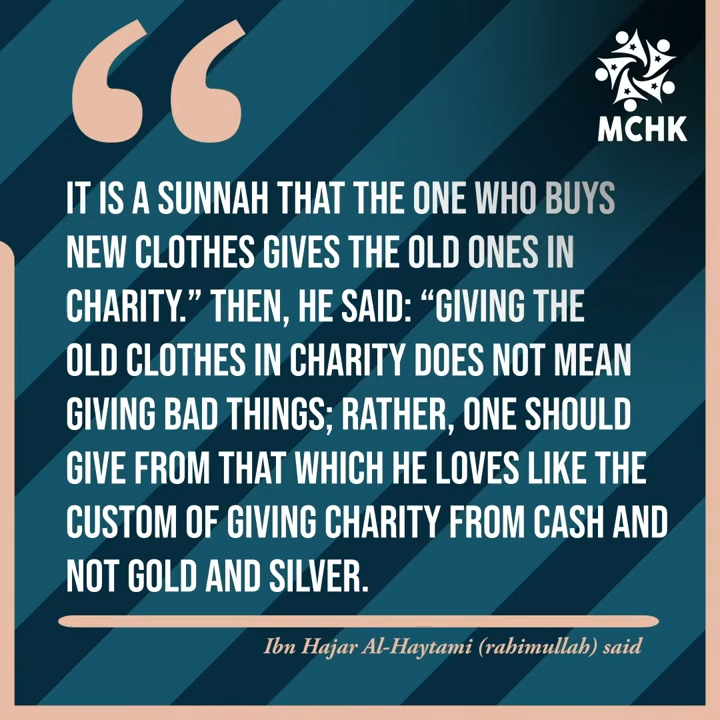 MCHK
IT IS A SUNNAH THAT THE ONE WHO BUYS
NEW CLOTHES GIVES THE OLD ONES IN
CHARITY.” THEN, HE SAID: “GIVING THE
OLD CLOTHES IN CHARITY DOES NOT MEAN
GIVING BAD THINGS; RATHER, ONE SHOULD
GIVE FROM THAT WHICH HE LOVES LIKE THE
CUSTOM OF GIVING CHARITY FROM CASH AND
NOT GOLD AND SILVER.
Ibn Hajar Al-Haytami (rahimullah) said